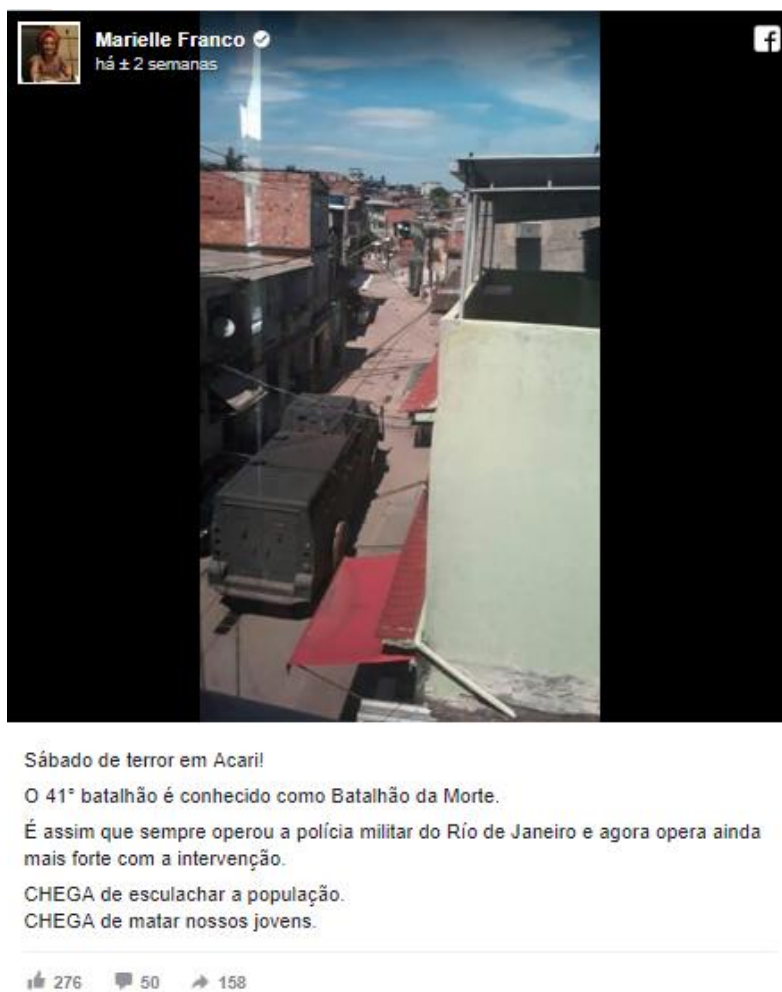 Marielle Franco
há ± 2 semanas
Sábado de terror em Acari!
O 41° batalhão é conhecido como Batalhão da Morte.
É assim que sempre operou a polícia militar do Río de Janeiro e agora opera ainda
mais forte com a intervenção.
CHEGA de esculachar a população.
CHEGA de matar nossos jovens.
276 50 158